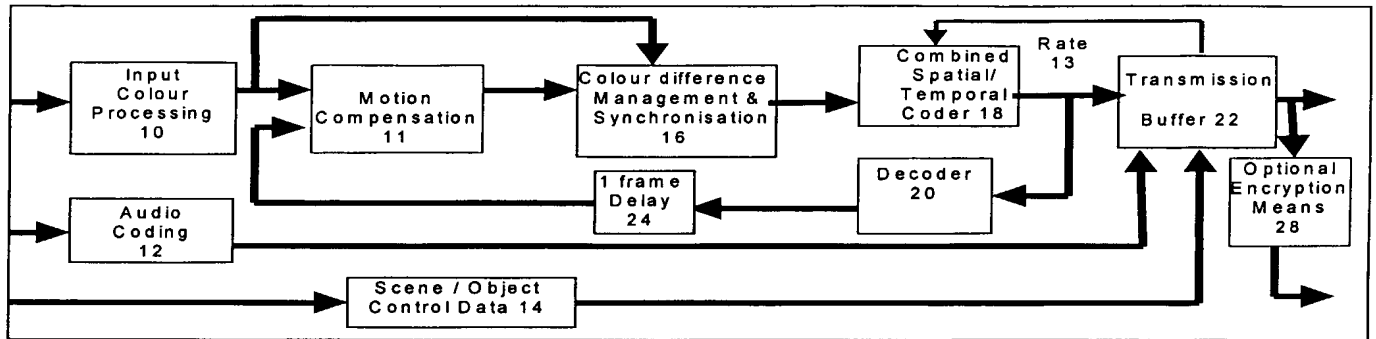 Input
Colour
Processing
10
Motion
Compensation
11
Colour difference
Management &
Synchronisation
16
Combined
Spatial/
Temporal
Coder 18
Rate
13
Transmission
Buffer 22
Optional
Encryption
Means
28
Decoder
20
1 frame
Delay
24
Audio
Coding
12
Scene / Object
Control Data 14